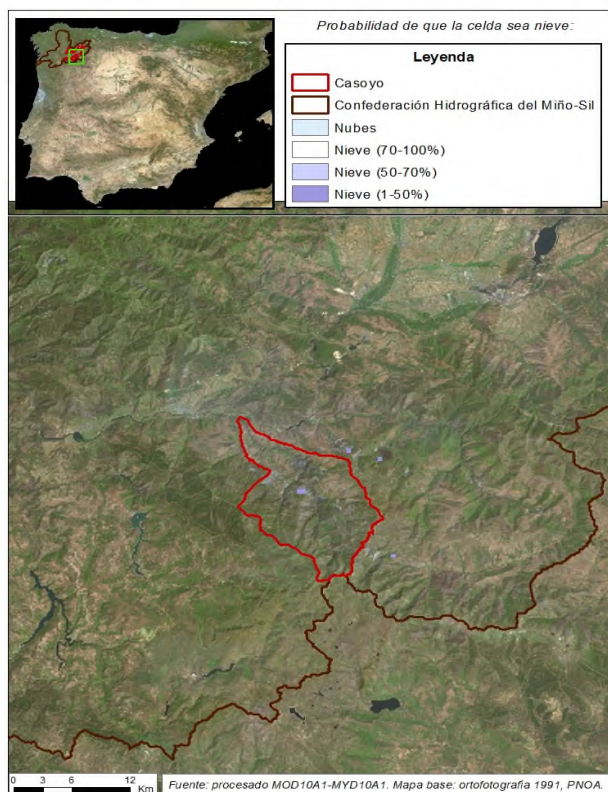 Probabilidad de que la celda sea nieve:
Leyenda
Casoyo
Confederación Hidrográfica del Miño-Sil
Nubes
Nieve (70-100%)
Nieve (50-70%)
Nieve (1-50%)
0 3 6 12
Km
Fuente: procesado MOD10A1-MYD10A1. Mapa base: ortofotografía 1991, PNOA.